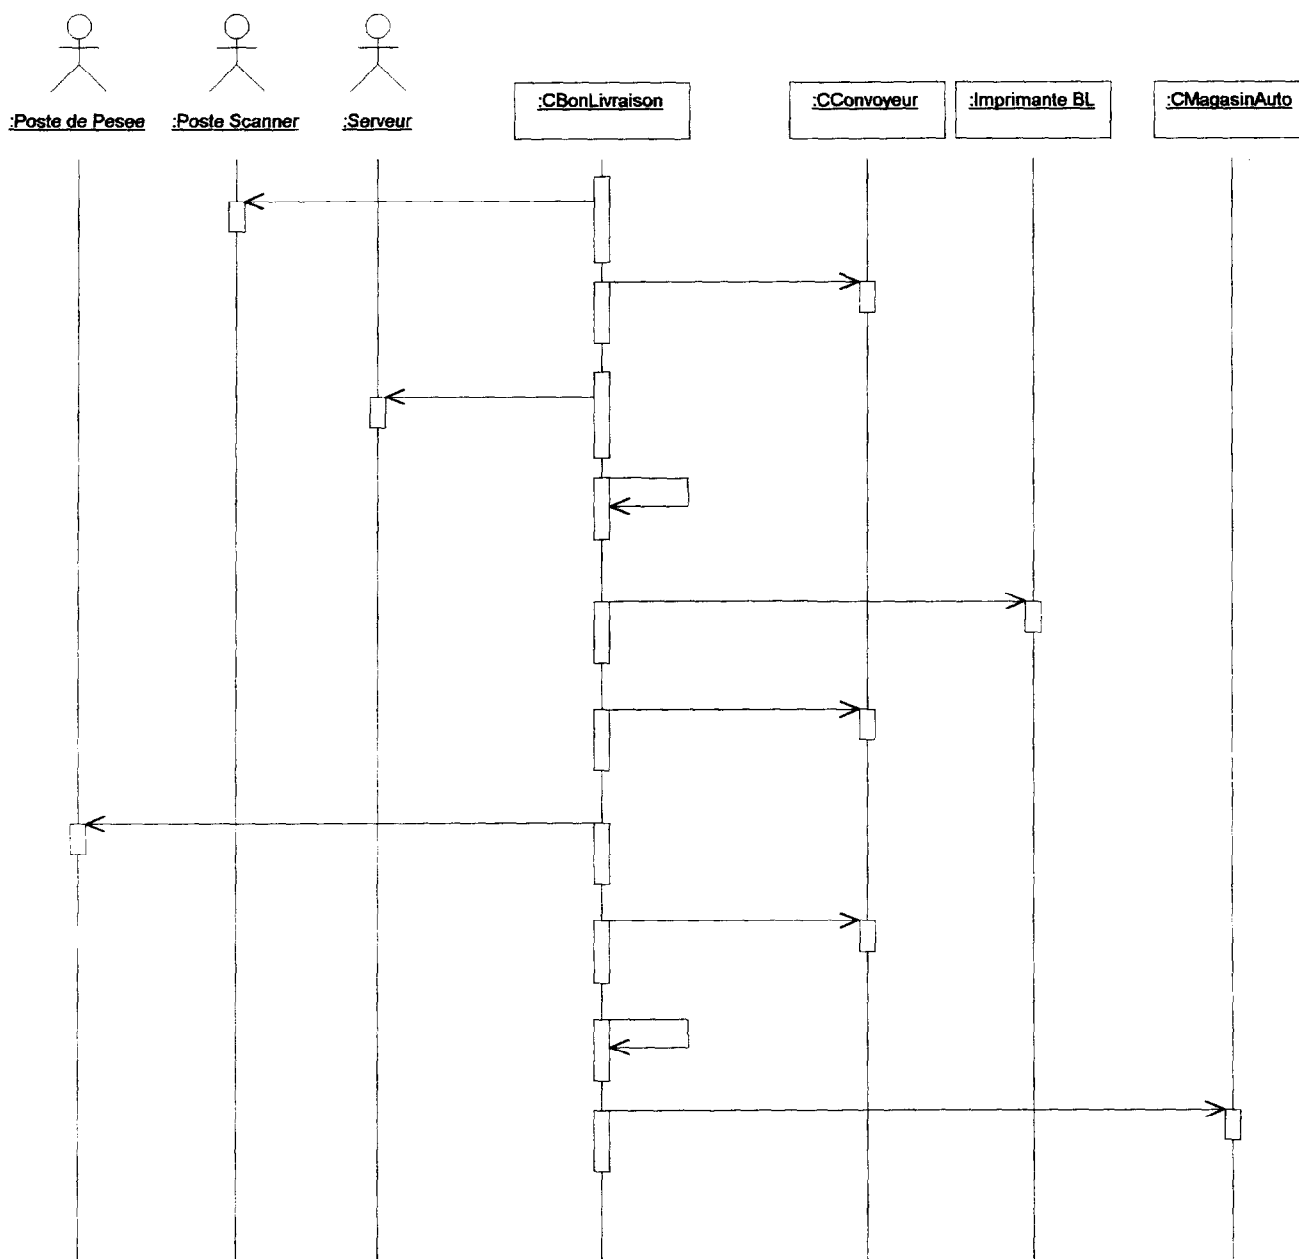 :Poste de Pesee
:Poste Scanner
:Serveur
:CBonLivraison
:CConvoyeur
:Imprimante BL
:CMagasinAuto